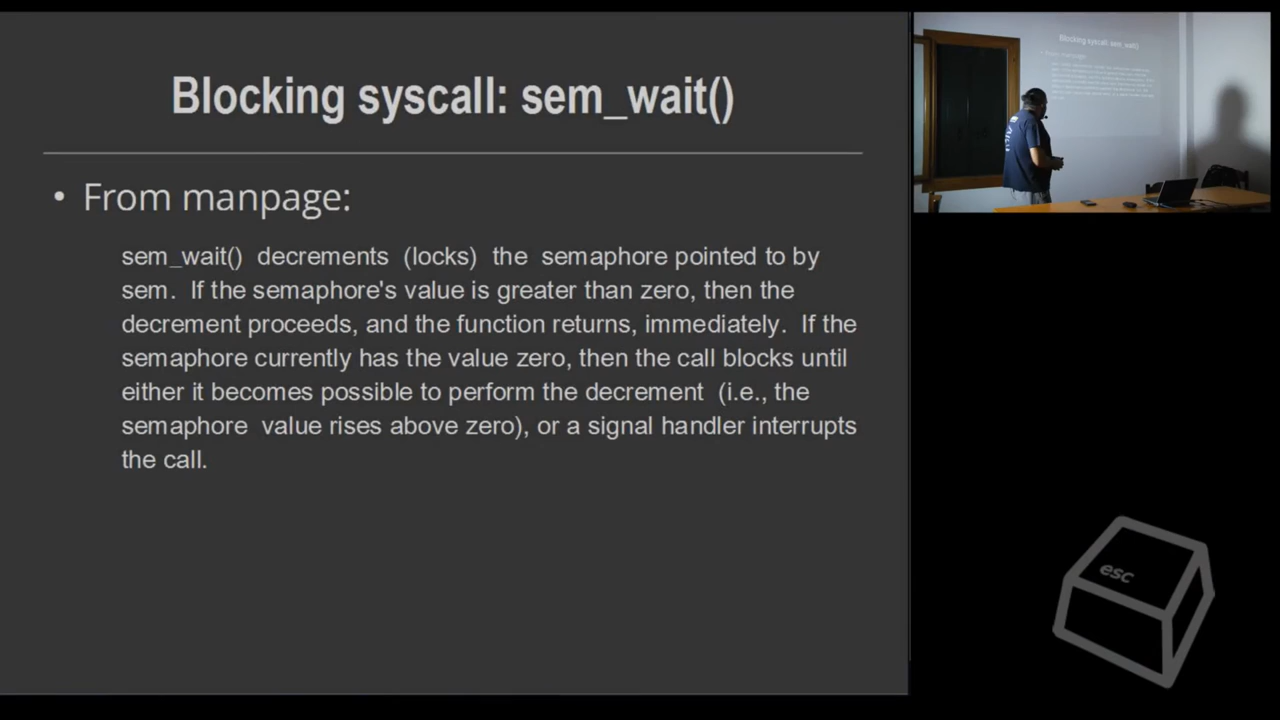 Blocking syscall: sem_wait()
• From manpage:
sem_wait() decrements (locks) the semaphore pointed to by
sem. If the semaphore's value is greater than zero, then the
decrement proceeds, and the function returns, immediately. If the
semaphore currently has the value zero, then the call blocks until
either it becomes possible to perform the decrement (i.e., the
semaphore value rises above zero), or a signal handler interrupts
the call.
Blocking syscall: sem_wait()
esc